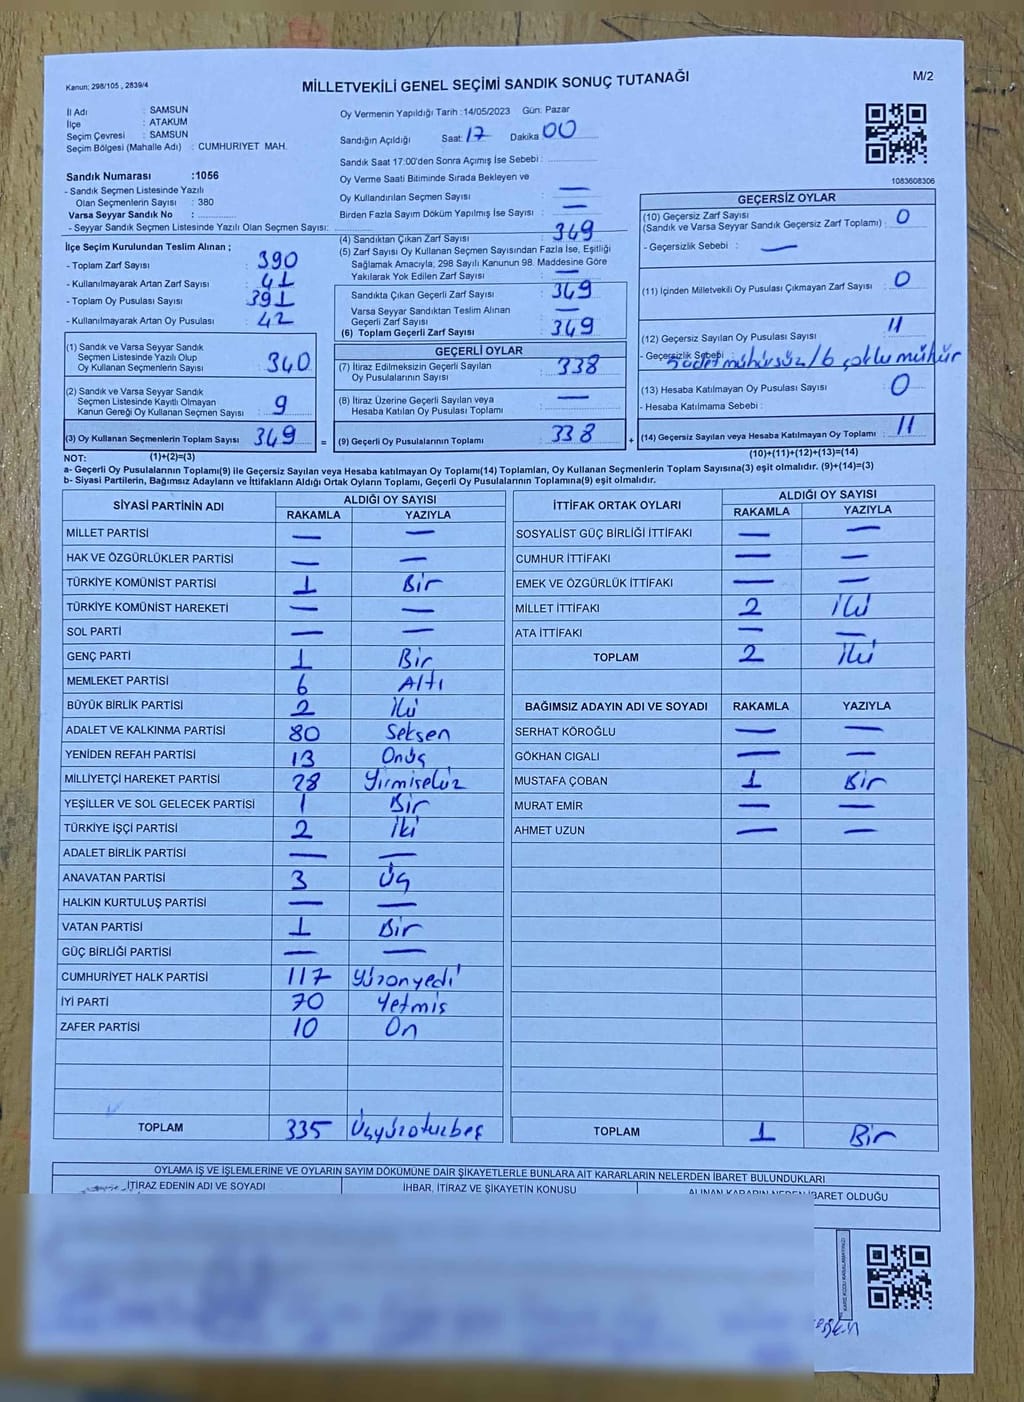 Kanun; 298/105 , 2839/4
MİLLETVEKİLİ GENEL SEÇİMİ SANDIK SONUÇ TUTANAĞI
M/2
İl Adı : SAMSUN
İlçe : ATAKUM
Seçim Çevresi : SAMSUN
Seçim Bölgesi (Mahalle Adı) : CUMHURIYET MAH.
Oy Vermenin Yapıldığı Tarih :14/05/2023 Gün: Pazar
Sandığın Açıldığı Saat: 17 Dakika 00
Sandık Saat 17:00'den Sonra Açımış İse Sebebi :
Sandık Numarası :1056
- Sandık Seçmen Listesinde Yazılı
Olan Seçmenlerin Sayısı : 380
Varsa Seyyar Sandık No :
- Seyyar Sandık Seçmen Listesinde Yazılı Olan Seçmen Sayısı:
Oy Verme Saati Bitiminde Sırada Bekleyen ve
Oy Kullandırılan Seçmen Sayısı : —
Birden Fazla Sayım Döküm Yapılmış İse Sayısı : —
1083608306
İlçe Seçim Kurulundan Teslim Alınan ;
- Toplam Zarf Sayısı : 390
- Kullanılmayarak Artan Zarf Sayısı : 41
- Toplam Oy Pusulası Sayısı : 391
- Kullanılmayarak Artan Oy Pusulası : 42
(4) Sandıktan Çıkan Zarf Sayısı : 349
(5) Zarf Sayısı Oy Kullanan Seçmen Sayısından Fazla İse, Eşitliği
Sağlamak Amacıyla; 298 Sayılı Kanunun 98. Maddesine Göre
Yakılarak Yok Edilen Zarf Sayısı : —
Sandıkta Çıkan Geçerli Zarf Sayısı : 349
Varsa Seyyar Sandıktan Teslim Alınan
Geçerli Zarf Sayısı : —
(6) Toplam Geçerli Zarf Sayısı : 349
GEÇERSİZ OYLAR
(10) Geçersiz Zarf Sayısı
(Sandık ve Varsa Seyyar Sandık Geçersiz Zarf Toplamı) : 0
- Geçersizlik Sebebi : —
(11) İçinden Milletvekili Oy Pusulası Çıkmayan Zarf Sayısı : 0
(12) Geçersiz Sayılan Oy Pusulası Sayısı : 11
- Geçersizlik Sebebi : 5 adet mühürsüz / 6 çoklu mühür
(13) Hesaba Katılmayan Oy Pusulası Sayısı : 0
- Hesaba Katılmama Sebebi :
(14) Geçersiz Sayılan veya Hesaba Katılmayan Oy Toplamı : 11
(1) Sandık ve Varsa Seyyar Sandık
Seçmen Listesinde Yazılı Olup
Oy Kullanan Seçmenlerin Sayısı : 340
(2) Sandık ve Varsa Seyyar Sandık
Seçmen Listesinde Kayıtlı Olmayan
Kanun Gereği Oy Kullanan Seçmen Sayısı : 9
(3) Oy Kullanan Seçmenlerin Toplam Sayısı : 349 =
GEÇERLİ OYLAR
(7) İtiraz Edilmeksizin Geçerli Sayılan
Oy Pusulalarının Sayısı : 338
(8) İtiraz Üzerine Geçerli Sayılan veya
Hesaba Katılan Oy Pusulası Toplamı : —
(9) Geçerli Oy Pusulalarının Toplamı : 338 +
NOT: (1)+(2)=(3)
(10)+(11)+(12)+(13)=(14)
a- Geçerli Oy Pusulalarının Toplamı(9) ile Geçersiz Sayılan veya Hesaba katılmayan Oy Toplamı(14) Toplamları, Oy Kullanan Seçmenlerin Toplam Sayısına(3) eşit olmalıdır. (9)+(14)=(3)
b- Siyasi Partilerin, Bağımsız Adayların ve İttifakların Aldığı Ortak Oyların Toplamı, Geçerli Oy Pusulalarının Toplamına(9) eşit olmalıdır.
SİYASİ PARTİNİN ADI ALDIĞI OY SAYISI
RAKAMLA YAZIYLA
MİLLET PARTİSİ — —
HAK VE ÖZGÜRLÜKLER PARTİSİ — —
TÜRKİYE KOMÜNİST PARTİSİ 1 Bir
TÜRKİYE KOMÜNİST HAREKETİ — —
SOL PARTİ — —
GENÇ PARTİ 1 Bir
MEMLEKET PARTİSİ 6 Altı
BÜYÜK BİRLİK PARTİSİ 2 iki
ADALET VE KALKINMA PARTİSİ 80 Seksen
YENİDEN REFAH PARTİSİ 13 Onüç
MİLLİYETÇİ HAREKET PARTİSİ 28 Yirmisekiz
YEŞİLLER VE SOL GELECEK PARTİSİ 1 Bir
TÜRKİYE İŞÇİ PARTİSİ 2 İki
ADALET BİRLİK PARTİSİ — —
ANAVATAN PARTİSİ 3 Üç
HALKIN KURTULUŞ PARTİSİ — —
VATAN PARTİSİ 1 Bir
GÜÇ BİRLİĞİ PARTİSİ — —
CUMHURİYET HALK PARTİSİ 117 Yüzonyedi
İYİ PARTİ 70 Yetmiş
ZAFER PARTİSİ 10 On
TOPLAM 335 Üçyüzotuzbeş
İTTİFAK ORTAK OYLARI ALDIĞI OY SAYISI
RAKAMLA YAZIYLA
SOSYALİST GÜÇ BİRLİĞİ İTTİFAKI — —
CUMHUR İTTİFAKI — —
EMEK VE ÖZGÜRLÜK İTTİFAKI — —
MİLLET İTTİFAKI 2 iki
ATA İTTİFAKI — —
TOPLAM 2 iki
BAĞIMSIZ ADAYIN ADI VE SOYADI RAKAMLA YAZIYLA
SERHAT KÖROĞLU — —
GÖKHAN CIGALI — —
MUSTAFA ÇOBAN 1 Bir
MURAT EMİR — —
AHMET UZUN — —
TOPLAM 1 Bir
OYLAMA İŞ VE İŞLEMLERİNE VE OYLARIN SAYIM DÖKÜMÜNE DAİR ŞİKAYETLERLE BUNLARA AİT KARARLARIN NELERDEN İBARET BULUNDUKLARI
İTİRAZ EDENİN ADI VE SOYADI
İHBAR, İTİRAZ VE ŞİKAYETİN KONUSU
ALINAN KARARIN NEDEN İBARET OLDUĞU